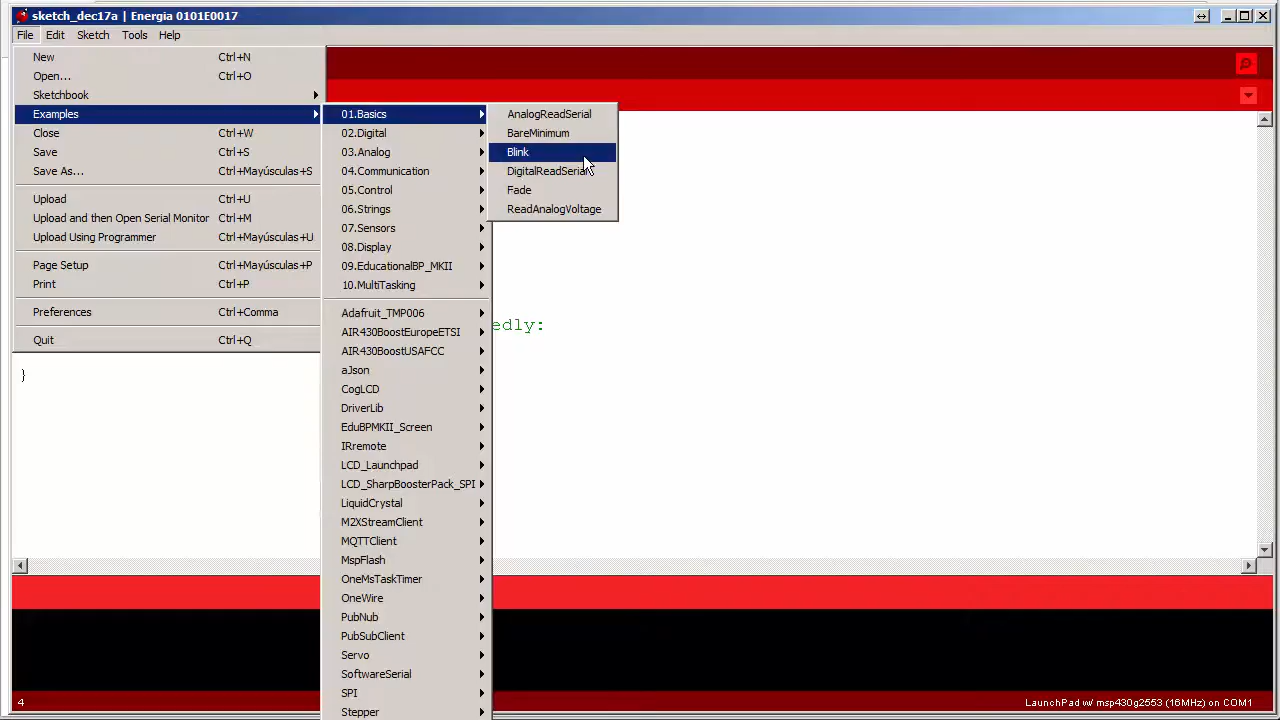 sketch_dec17a | Energia 0101E0017
File Edit Sketch Tools Help
New Ctrl+N
Open... Ctrl+O
Sketchbook
Examples
Close Ctrl+W
Save Ctrl+S
Save As... Ctrl+Mayúsculas+S
Upload Ctrl+U
Upload and then Open Serial Monitor Ctrl+M
Upload Using Programmer Ctrl+Mayúsculas+U
Page Setup Ctrl+Mayúsculas+P
Print Ctrl+P
Preferences Ctrl+Comma
Quit Ctrl+Q
01.Basics
02.Digital
03.Analog
04.Communication
05.Control
06.Strings
07.Sensors
08.Display
09.EducationalBP_MKII
10.MultiTasking
Adafruit_TMP006
AIR430BoostEuropeETSI
AIR430BoostUSAFCC
aJson
CogLCD
DriverLib
EduBPMKII_Screen
IRremote
LCD_Launchpad
LCD_SharpBoosterPack_SPI
LiquidCrystal
M2XStreamClient
MQTTClient
MspFlash
OneMsTaskTimer
OneWire
PubNub
PubSubClient
Servo
SoftwareSerial
SPI
Stepper
AnalogReadSerial
BareMinimum
Blink
DigitalReadSerial
Fade
ReadAnalogVoltage
edly:
}
4
LaunchPad w/ msp430g2553 (16MHz) on COM1